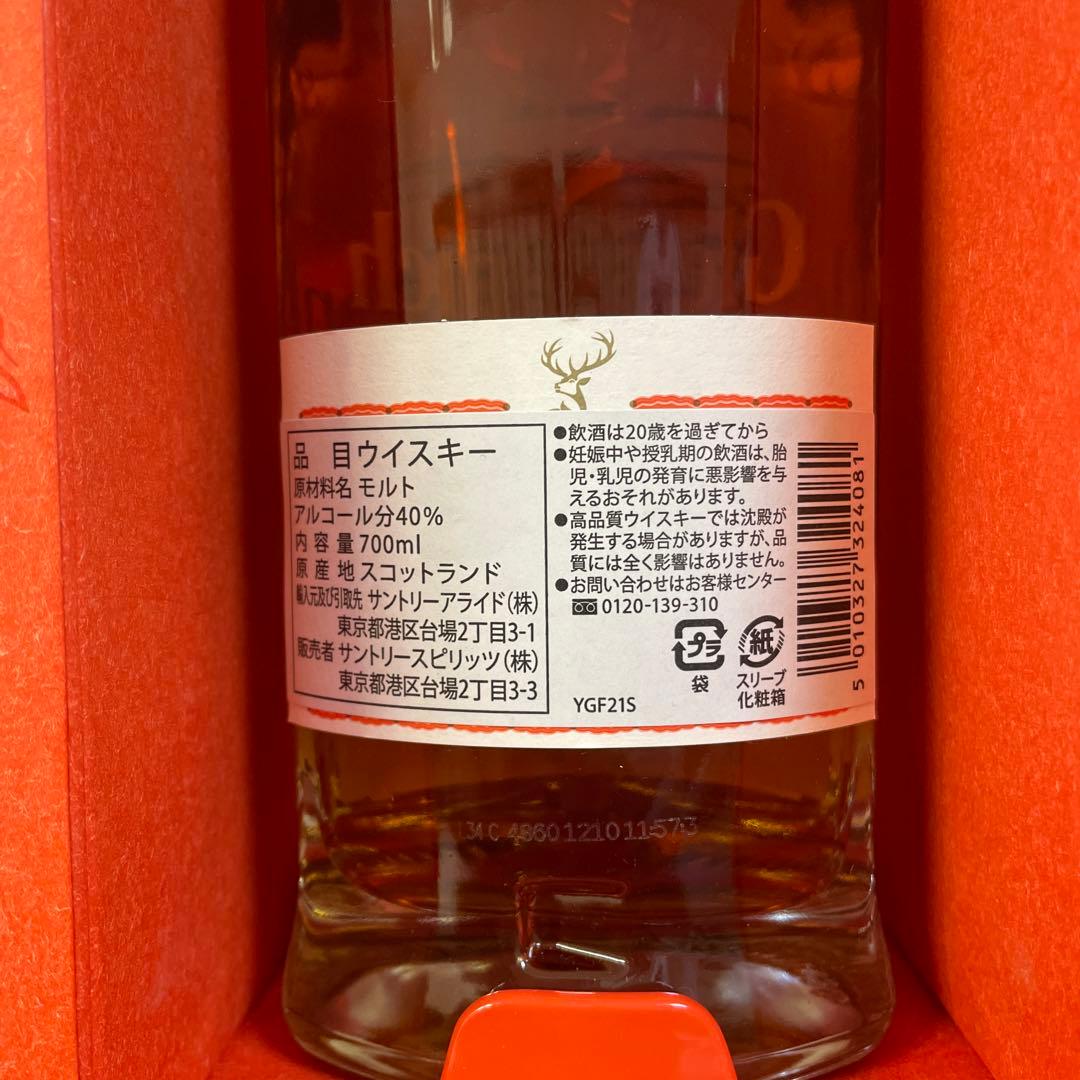 品 目 ウイスキー
原材料名 モルト
アルコール分40%
内容量 700ml
原産地 スコットランド
輸入元及び引取先 サントリーアライド(株)
東京都港区台場2丁目3-1
販売者 サントリースピリッツ(株)
東京都港区台場2丁目3-3
●飲酒は20歳を過ぎてから
●妊娠中や授乳期の飲酒は、胎
児・乳児の発育に悪影響を与
えるおそれがあります。
●高品質ウイスキーでは沈殿が
発生する場合がありますが、品
質には全く影響はありません。
●お問い合わせはお客様センター
0120-139-310
プラ
袋
紙
スリーブ
化粧箱
YGF21S
5 010327 324081